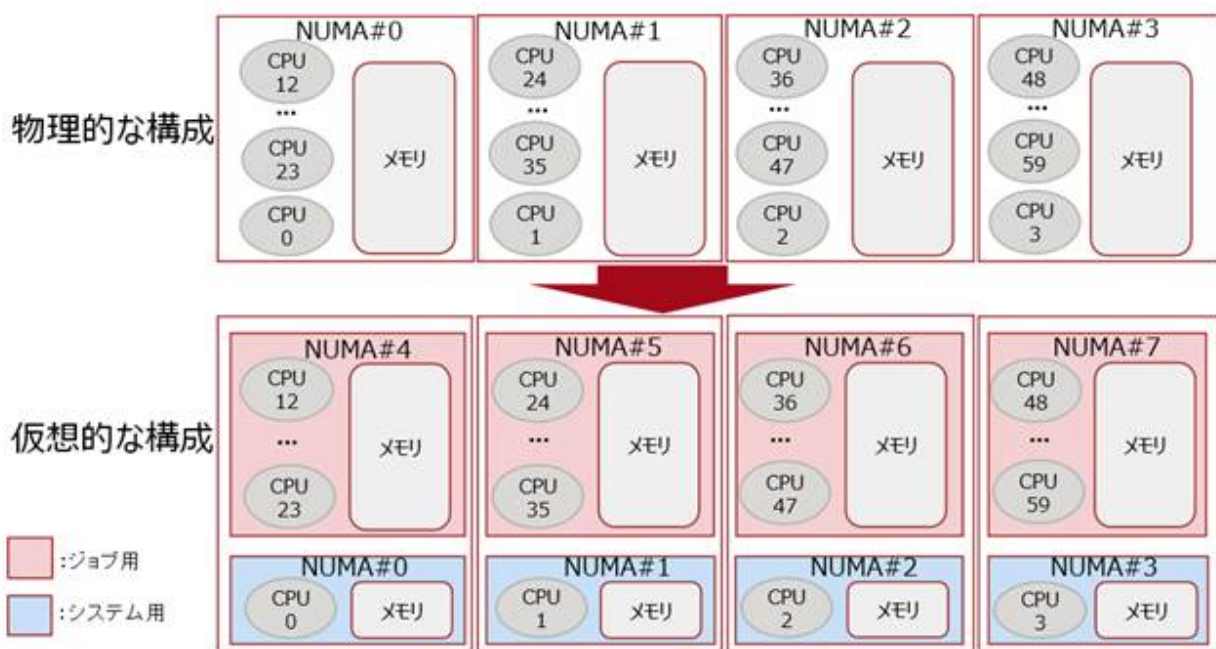 物理的な構成
NUMA#0
CPU
12
...
CPU
23
CPU
0
メモリ
NUMA#1
CPU
24
...
CPU
35
CPU
1
メモリ
NUMA#2
CPU
36
...
CPU
47
CPU
2
メモリ
NUMA#3
CPU
48
...
CPU
59
CPU
3
メモリ
仮想的な構成
NUMA#4
CPU
12
...
CPU
23
メモリ
NUMA#5
CPU
24
...
CPU
35
メモリ
NUMA#6
CPU
36
...
CPU
47
メモリ
NUMA#7
CPU
48
...
CPU
59
メモリ
NUMA#0
CPU
0
メモリ
NUMA#1
CPU
1
メモリ
NUMA#2
CPU
2
メモリ
NUMA#3
CPU
3
メモリ
:ジョブ用
:システム用